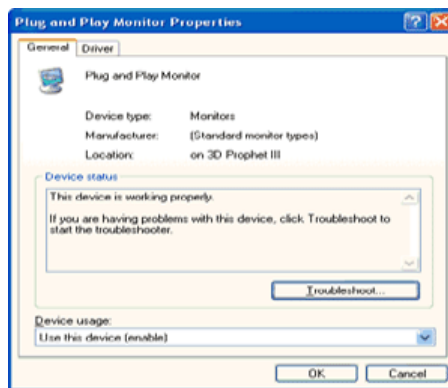 Plug and Play Monitor Properties
General Driver
Plug and Play Monitor
Device type: Monitors
Manufacturer: (Standard monitor types)
Location: on 3D Prophet III
Device status
This device is working properly.
If you are having problems with this device, click Troubleshoot to
start the troubleshooter.
Troubleshoot...
Device usage:
Use this device (enable)
OK Cancel